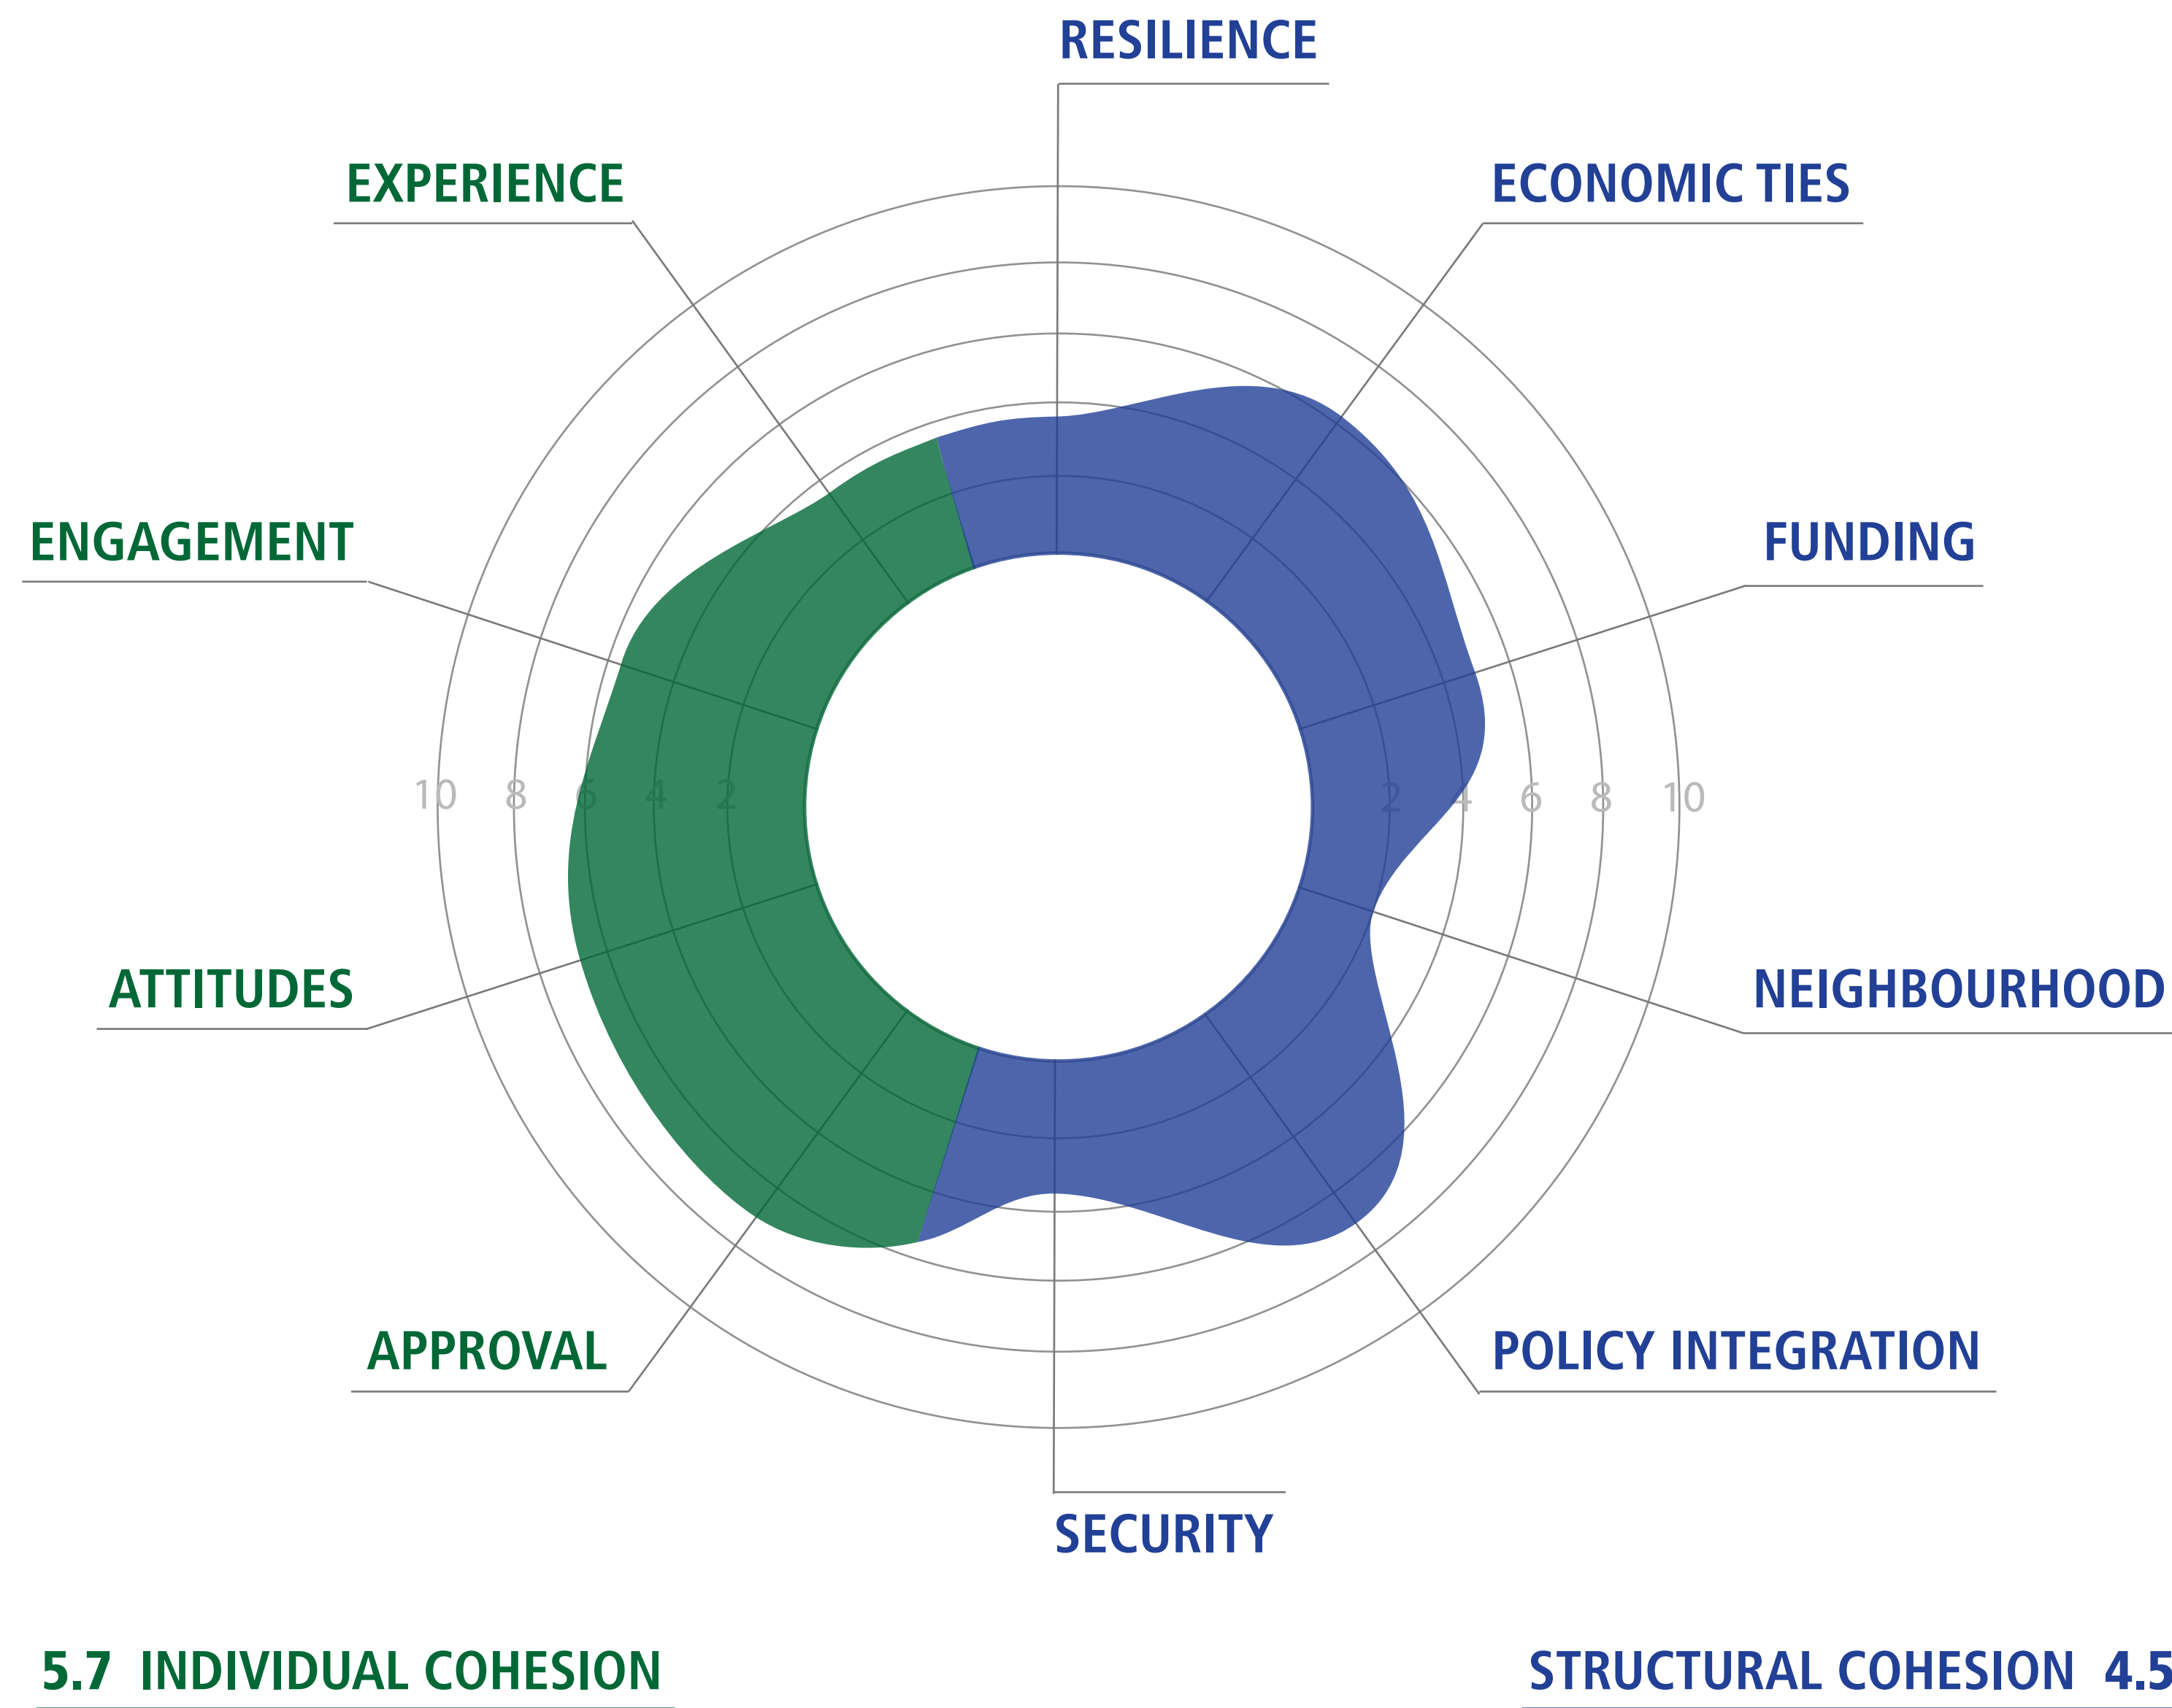 RESILIENCE
EXPERIENCE
ECONOMIC TIES
ENGAGEMENT
FUNDING
10 8 6 4 2 2 4 6 8 10
ATTITUDES
NEIGHBOURHOOD
APPROVAL
POLICY INTEGRATION
SECURITY
5.7 INDIVIDUAL COHESION
STRUCTURAL COHESION 4.5